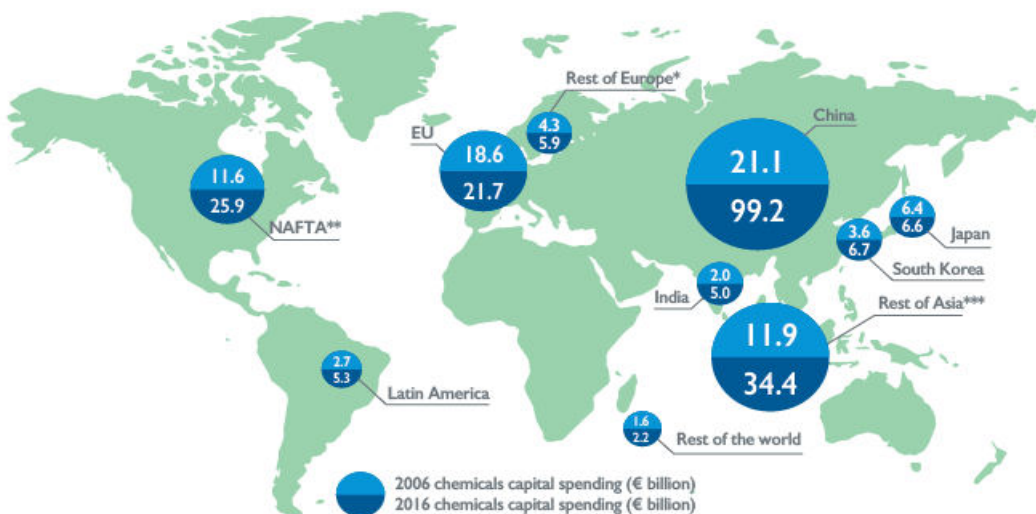 Rest of Europe*
4.3
5.9
EU
18.6
21.7
China
21.1
99.2
11.6
25.9
NAFTA**
6.4
6.6
Japan
3.6
6.7
South Korea
2.0
5.0
India
Rest of Asia***
11.9
34.4
2.7
5.3
Latin America
1.6
2.2
Rest of the world
2006 chemicals capital spending (€ billion)
2016 chemicals capital spending (€ billion)